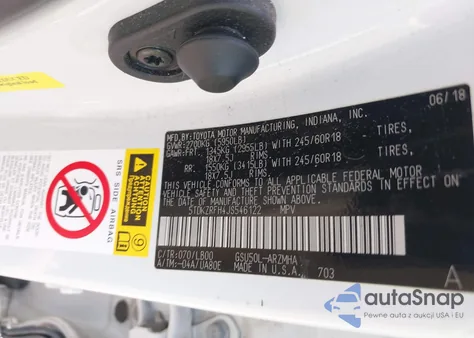 06/18
MFD. BY: TOYOTA MOTOR MANUFACTURING, INDIANA, INC.
GVWR: 2700KG (5950LB)
GAWR: FRT. 1345KG (2955LB) WITH 245/60R18 TIRES,
18X7.5J RIMS
RR. 1550KG (3415LB) WITH 245/60R18 TIRES,
18X7.5J RIMS
THIS VEHICLE CONFORMS TO ALL APPLICABLE FEDERAL MOTOR
VEHICLE SAFETY, BUMPER, AND THEFT PREVENTION STANDARDS IN
EFFECT ON THE DATE OF MANUFACTURE SHOWN ABOVE.
5TDKZRFH4JS546122 MPV
C/TR: 070/LB00 GSU50L-ARZMHA
A/TM: -04A/UA80E MADE IN U.S.A. 703
A
SRS SIDE AIRBAG
autoSnap
Pewne auta z aukcji USA i EU